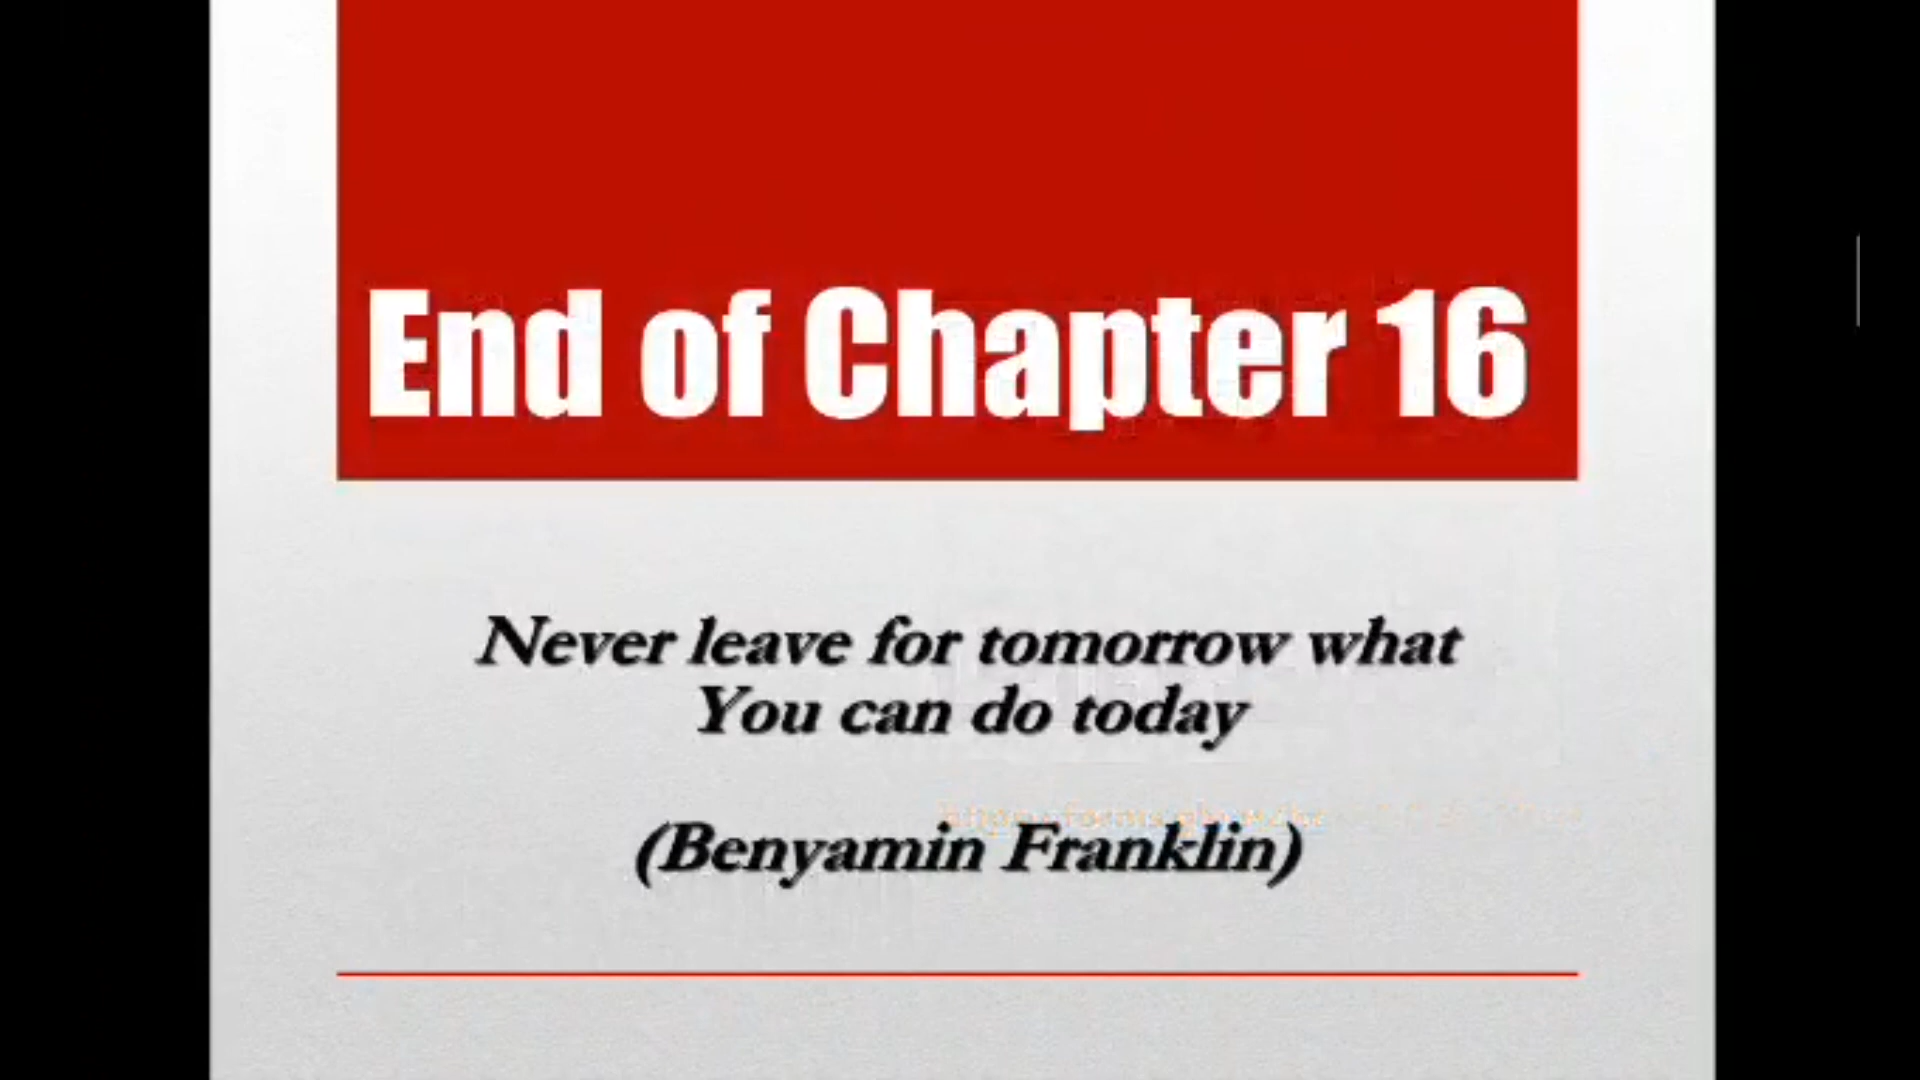 End of Chapter 16
Never leave for tomorrow what
You can do today
(Benyamin Franklin)